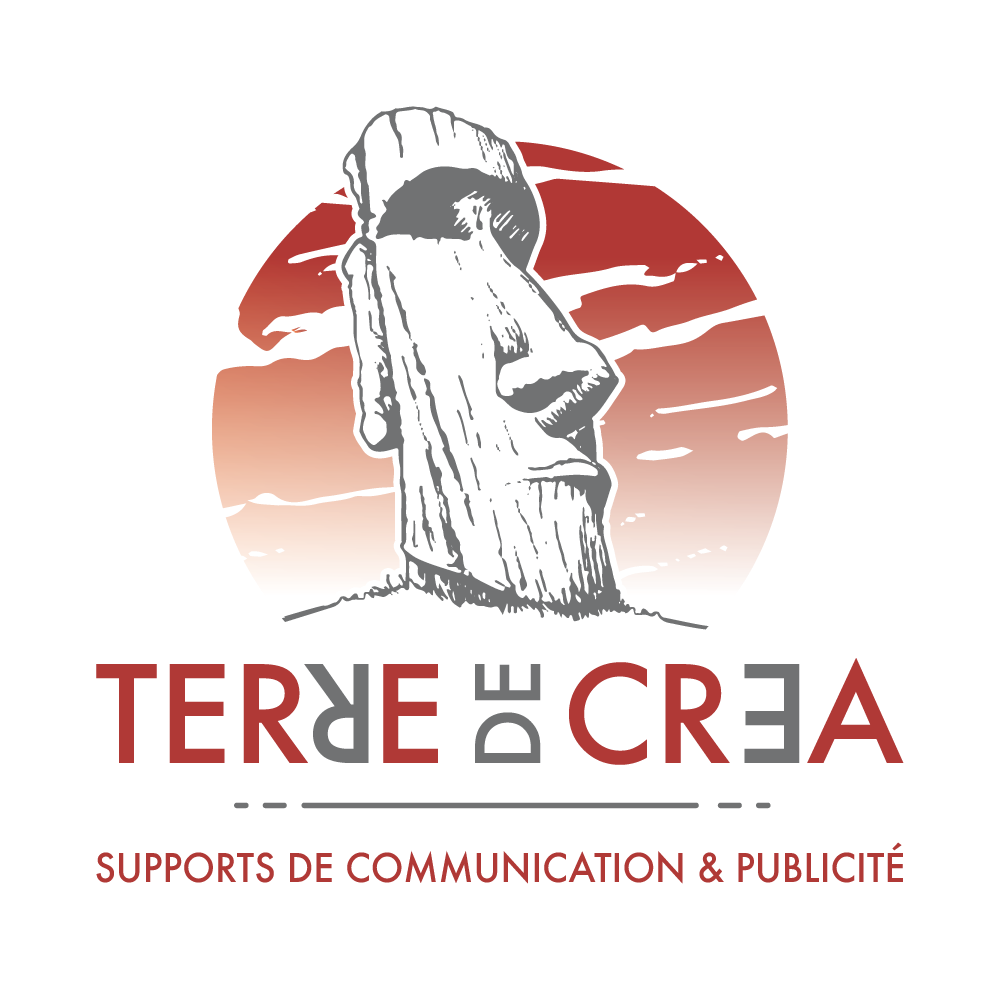 TERRE DE CREA
SUPPORTS DE COMMUNICATION & PUBLICITÉ